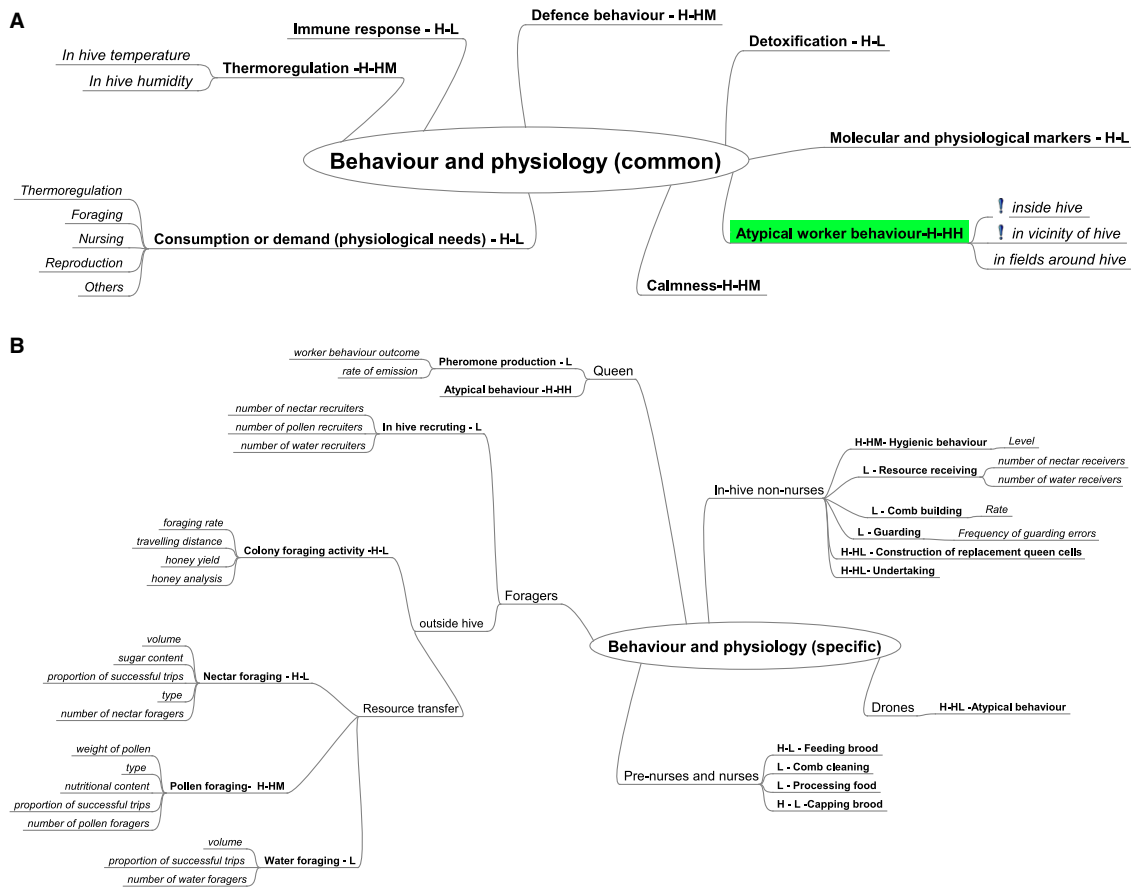 A
Defence behaviour - H-HM
Immune response - H-L
Detoxification - H-L
In hive temperature
Thermoregulation -H-HM
In hive humidity
Molecular and physiological markers - H-L
Behaviour and physiology (common)
Thermoregulation
Foraging
Nursing
Reproduction
Others
Consumption or demand (physiological needs) - H-L
Atypical worker behaviour-H-HH
! inside hive
! in vicinity of hive
in fields around hive
Calmness-H-HM
B
worker behaviour outcome
rate of emission
Pheromone production - L
Atypical behaviour -H-HH
Queen
number of nectar recruiters
number of pollen recruiters
number of water recruiters
In hive recruting - L
H-HM- Hygienic behaviour
Level
L - Resource receiving
number of nectar receivers
number of water receivers
In-hive non-nurses
L - Comb building
Rate
L - Guarding
Frequency of guarding errors
H-HL - Construction of replacement queen cells
H-HL- Undertaking
foraging rate
travelling distance
honey yield
honey analysis
Colony foraging activity -H-L
Foragers
outside hive
Behaviour and physiology (specific)
volume
sugar content
proportion of successful trips
type
number of nectar foragers
Nectar foraging - H-L
Resource transfer
Drones
H-HL -Atypical behaviour
weight of pollen
type
nutritional content
proportion of successful trips
number of pollen foragers
Pollen foraging- H-HM
Pre-nurses and nurses
H-L - Feeding brood
L - Comb cleaning
L - Processing food
H - L -Capping brood
volume
proportion of successful trips
number of water foragers
Water foraging - L